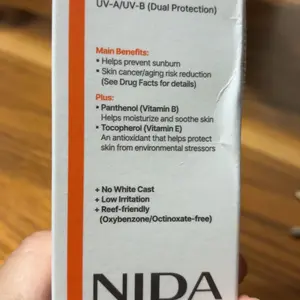 UV-A/UV-B (Dual Protection)
Main Benefits:
• Helps prevent sunburn
• Skin cancer/aging risk reduction
(See Drug Facts for details)
Plus:
• Panthenol (Vitamin B)
Helps moisturize and soothe skin
• Tocopherol (Vitamin E)
An antioxidant that helps protect
skin from environmental stressors
+ No White Cast
+ Low Irritation
+ Reef-friendly
(Oxybenzone/Octinoxate-free)
NIDA